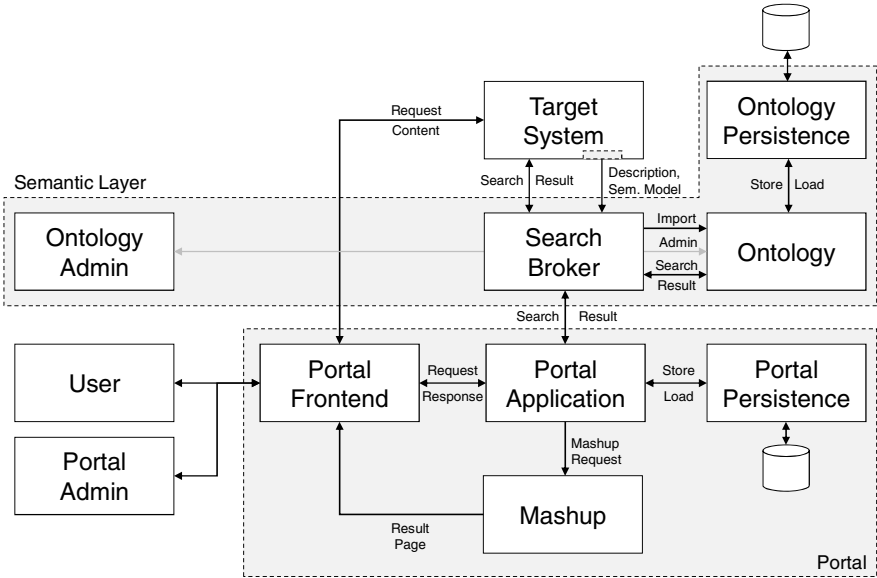 Request
Content
Target
System
Ontology
Persistence
Search Result
Description,
Sem. Model
Store Load
Semantic Layer
Ontology
Admin
Search
Broker
Import
Admin
Search
Result
Ontology
Search Result
User
Portal
Frontend
Request
Response
Portal
Application
Store
Load
Portal
Persistence
Portal
Admin
Mashup
Request
Mashup
Result
Page
Portal